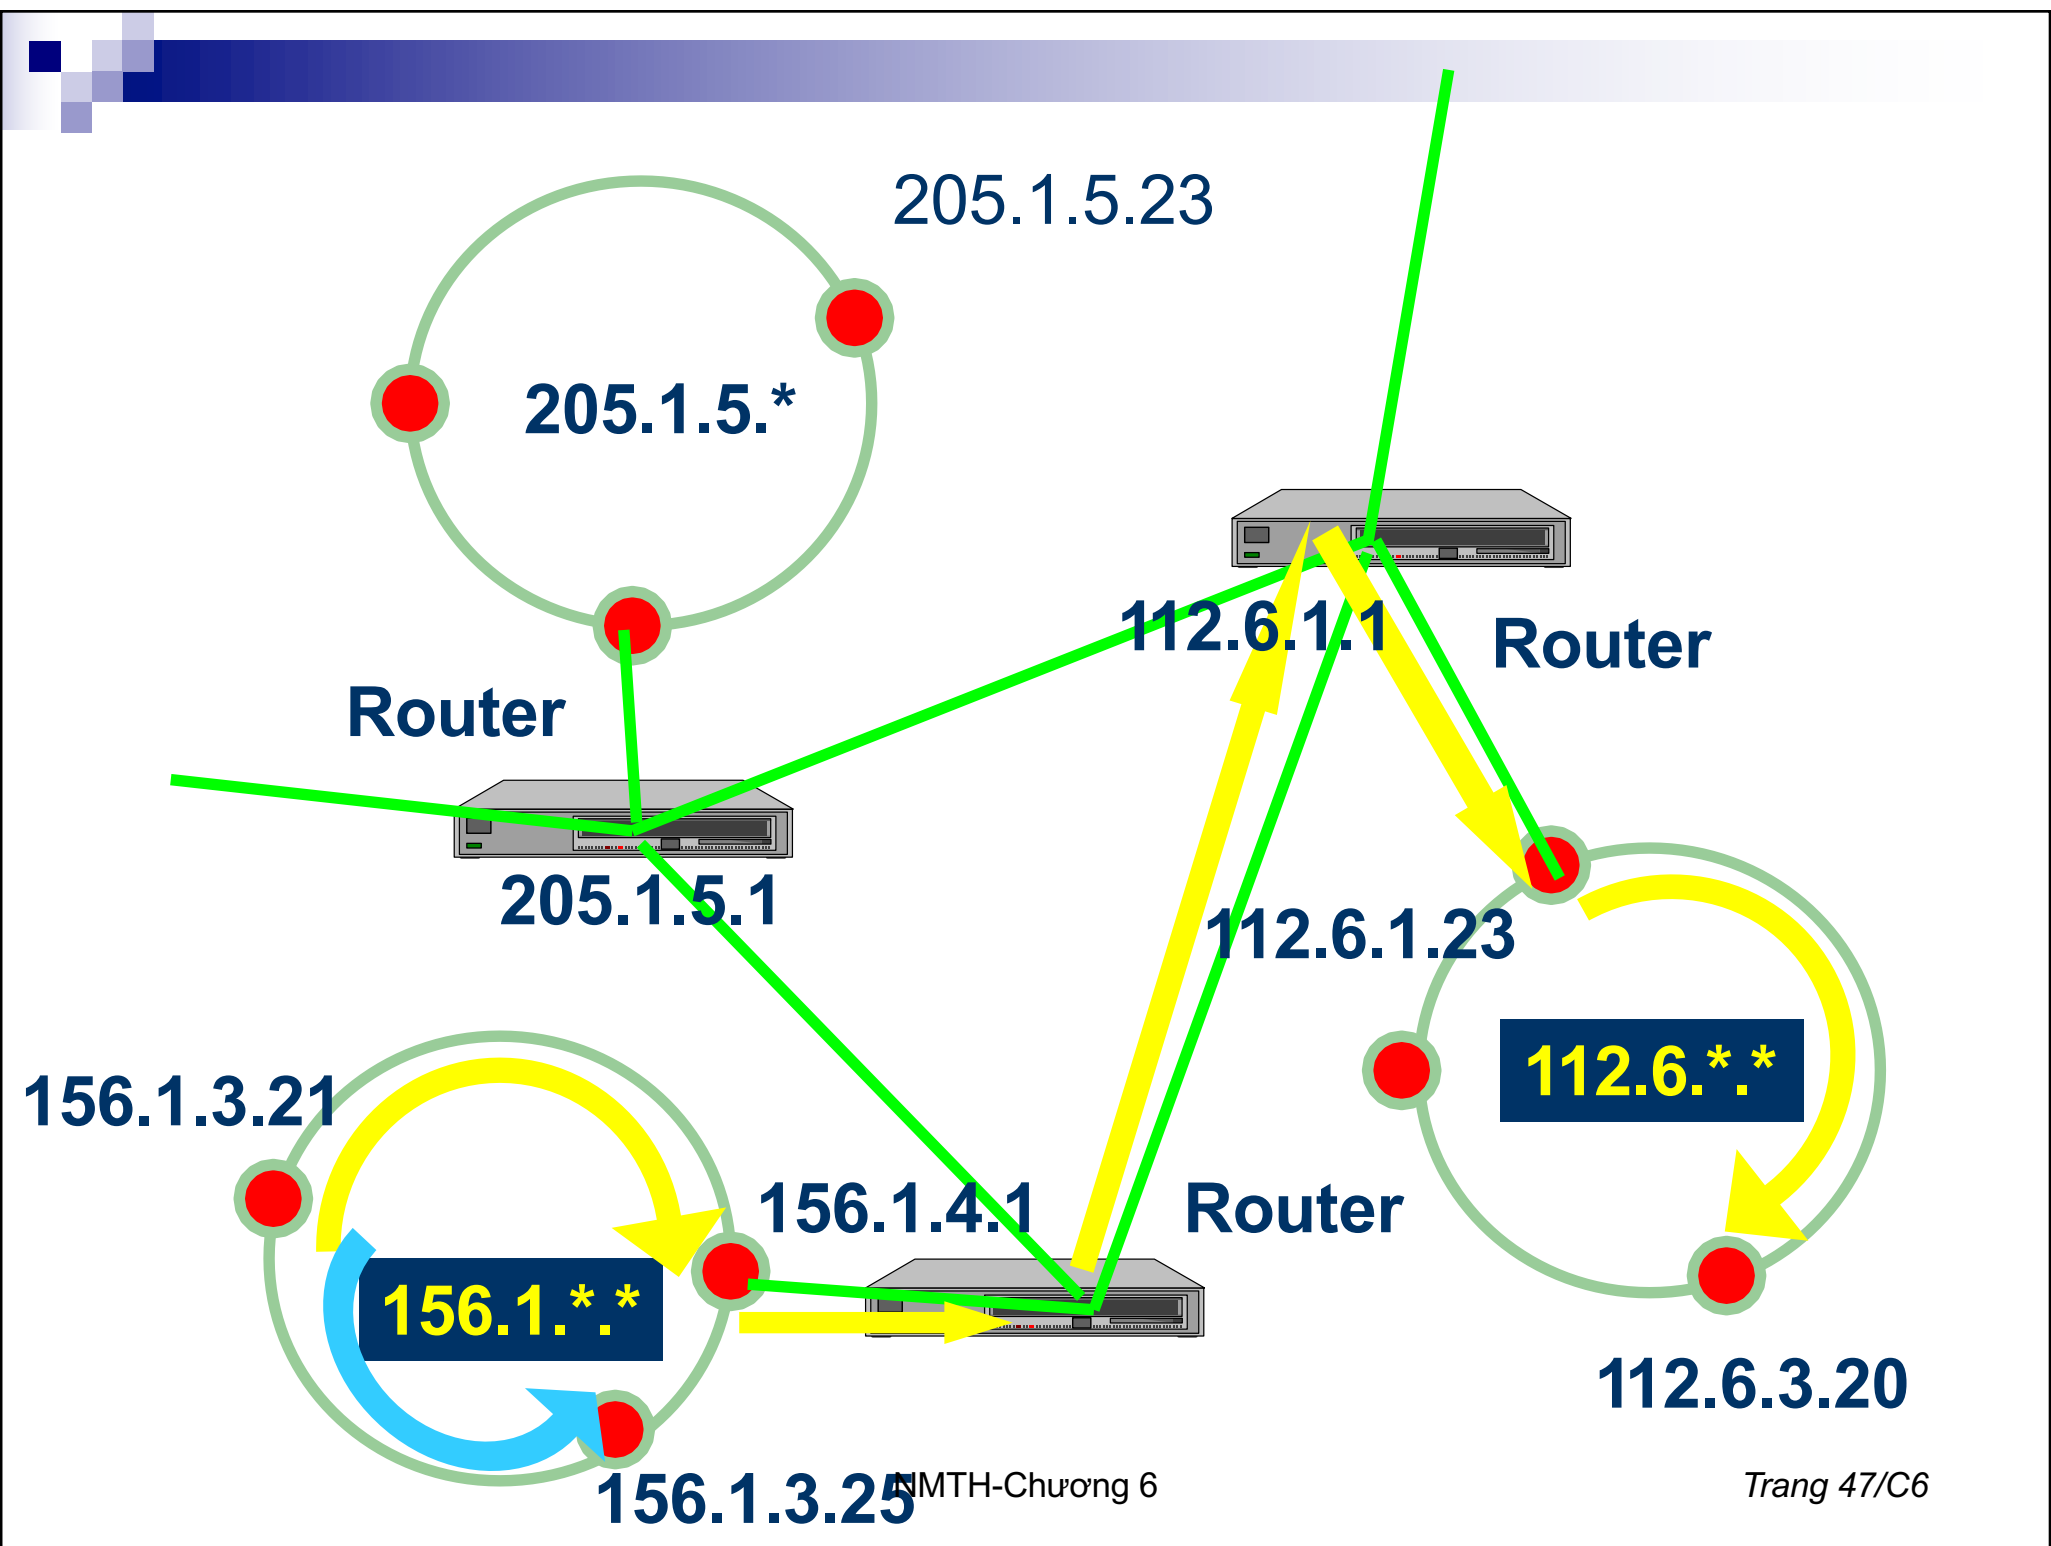 205.1.5.23
205.1.5.*
112.6.1.1
Router
Router
205.1.5.1
112.6.1.23
112.6.*.*
156.1.3.21
156.1.4.1
Router
156.1.*.*
112.6.3.20
156.1.3.25
NMTH-Chương 6
Trang 47/C6